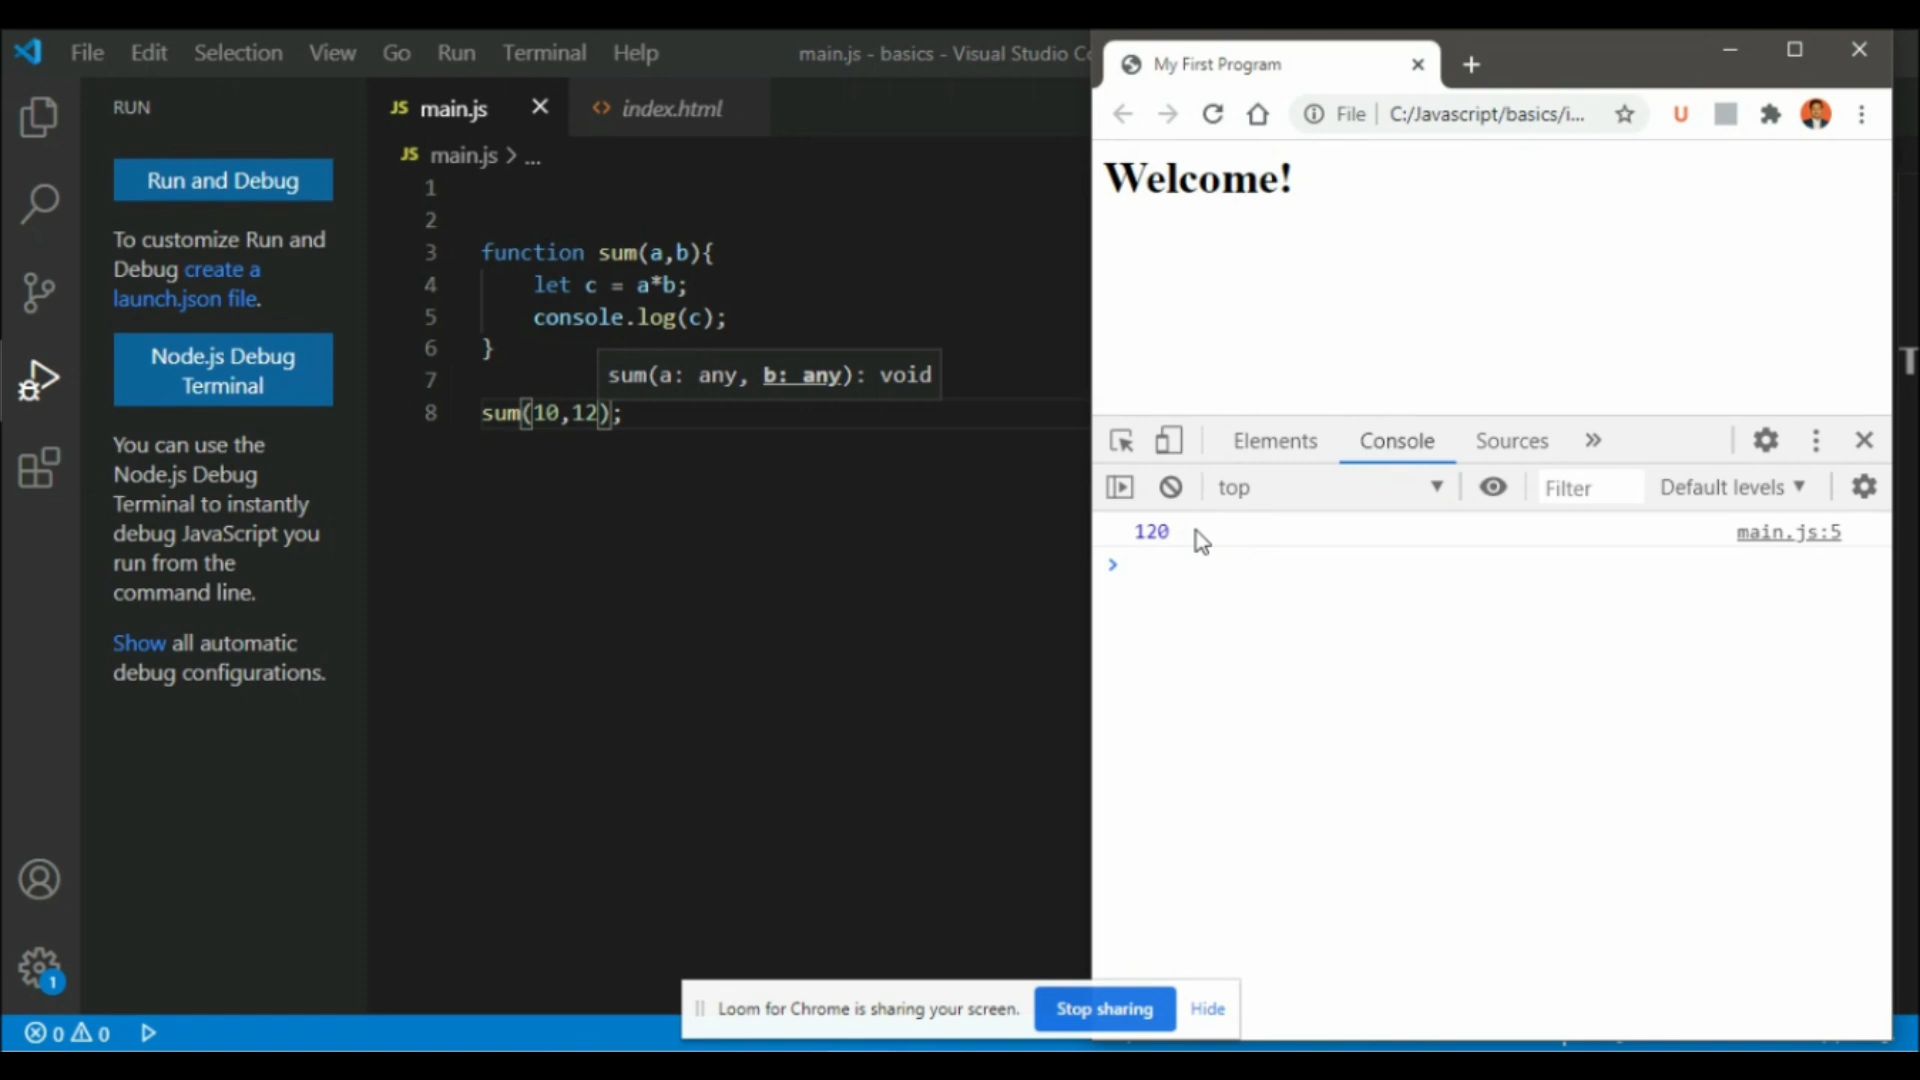 File Edit Selection View Go Run Terminal Help
main.js - basics - Visual Studio Co
RUN
Run and Debug
To customize Run and
Debug create a
launch.json file.
Node.js Debug
Terminal
You can use the
Node.js Debug
Terminal to instantly
debug JavaScript you
run from the
command line.
Show all automatic
debug configurations.
1
0 0
JS main.js
<> index.html
JS main.js > ...
1
2
3 function sum(a,b){
4 let c = a*b;
5 console.log(c);
6 }
sum(a: any, b: any): void
7
8 sum(10,12);
My First Program
File C:/Javascript/basics/i...
U
Welcome!
T
Elements Console Sources
top Filter Default levels
120 main.js:5
Loom for Chrome is sharing your screen. Stop sharing Hide